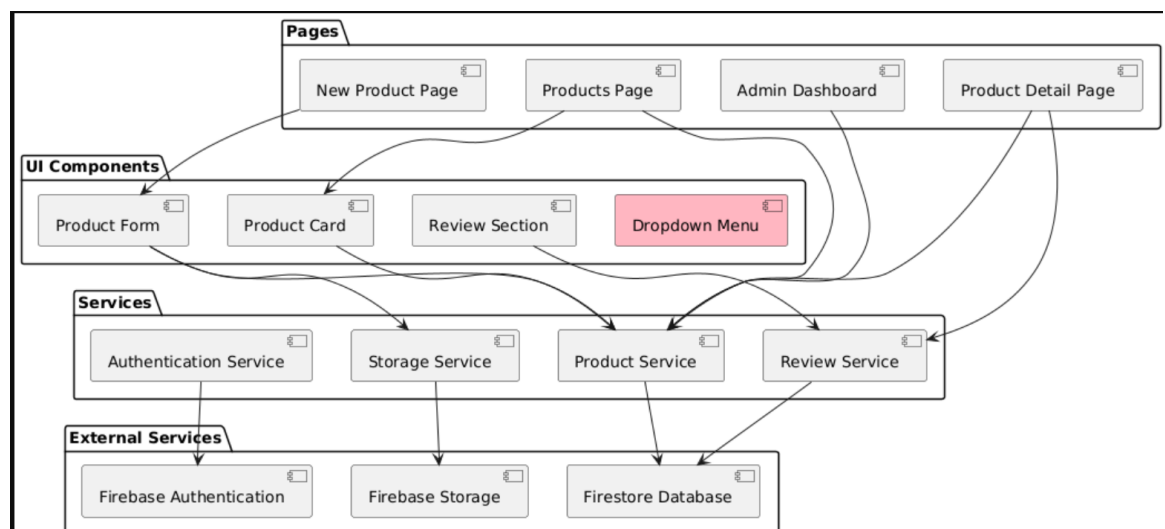 Pages
New Product Page
Products Page
Admin Dashboard
Product Detail Page
UI Components
Product Form
Product Card
Review Section
Dropdown Menu
Services
Authentication Service
Storage Service
Product Service
Review Service
External Services
Firebase Authentication
Firebase Storage
Firestore Database